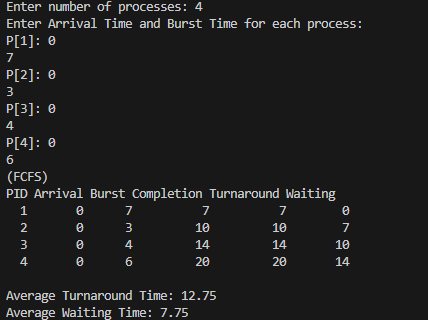 Enter number of processes: 4
Enter Arrival Time and Burst Time for each process:
P[1]: 0
7
P[2]: 0
3
P[3]: 0
4
P[4]: 0
6
(FCFS)
PID Arrival Burst Completion Turnaround Waiting
1 0 7 7 7 0
2 0 3 10 10 7
3 0 4 14 14 10
4 0 6 20 20 14
Average Turnaround Time: 12.75
Average Waiting Time: 7.75